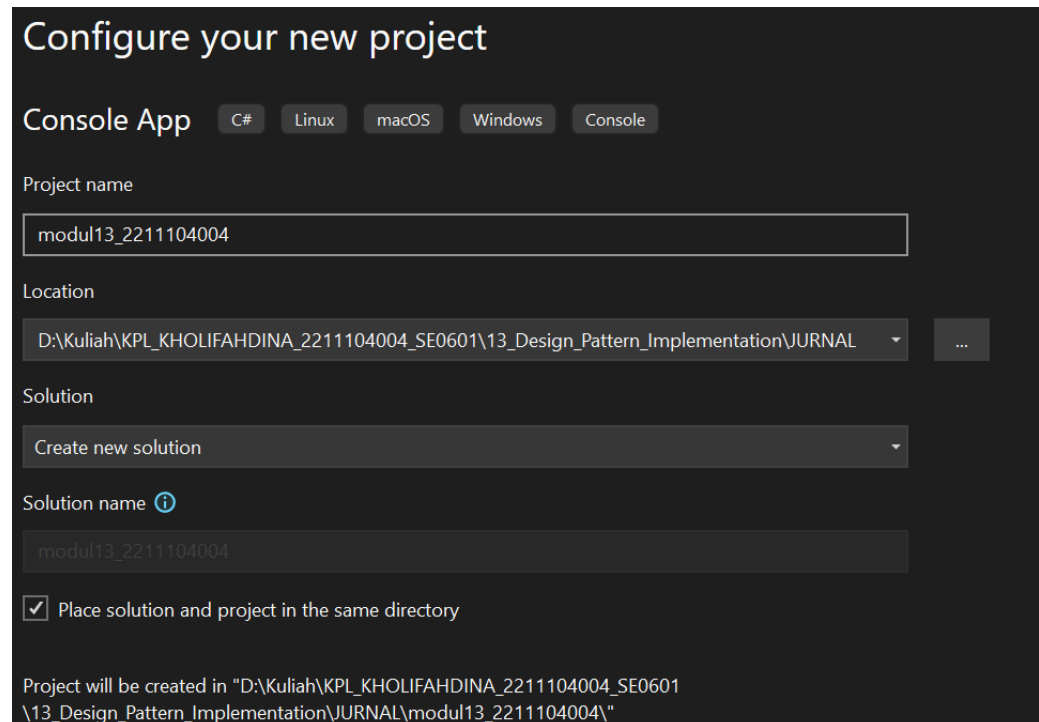 Configure your new project
Console App C# Linux macOS Windows Console
Project name
modul13_2211104004
Location
D:\Kuliah\KPL_KHOLIFAHDINA_2211104004_SE0601\13_Design_Pattern_Implementation\JURNAL ...
Solution
Create new solution
Solution name
modul13_2211104004
Place solution and project in the same directory
Project will be created in "D:\Kuliah\KPL_KHOLIFAHDINA_2211104004_SE0601
\13_Design_Pattern_Implementation\JURNAL\modul13_2211104004\"